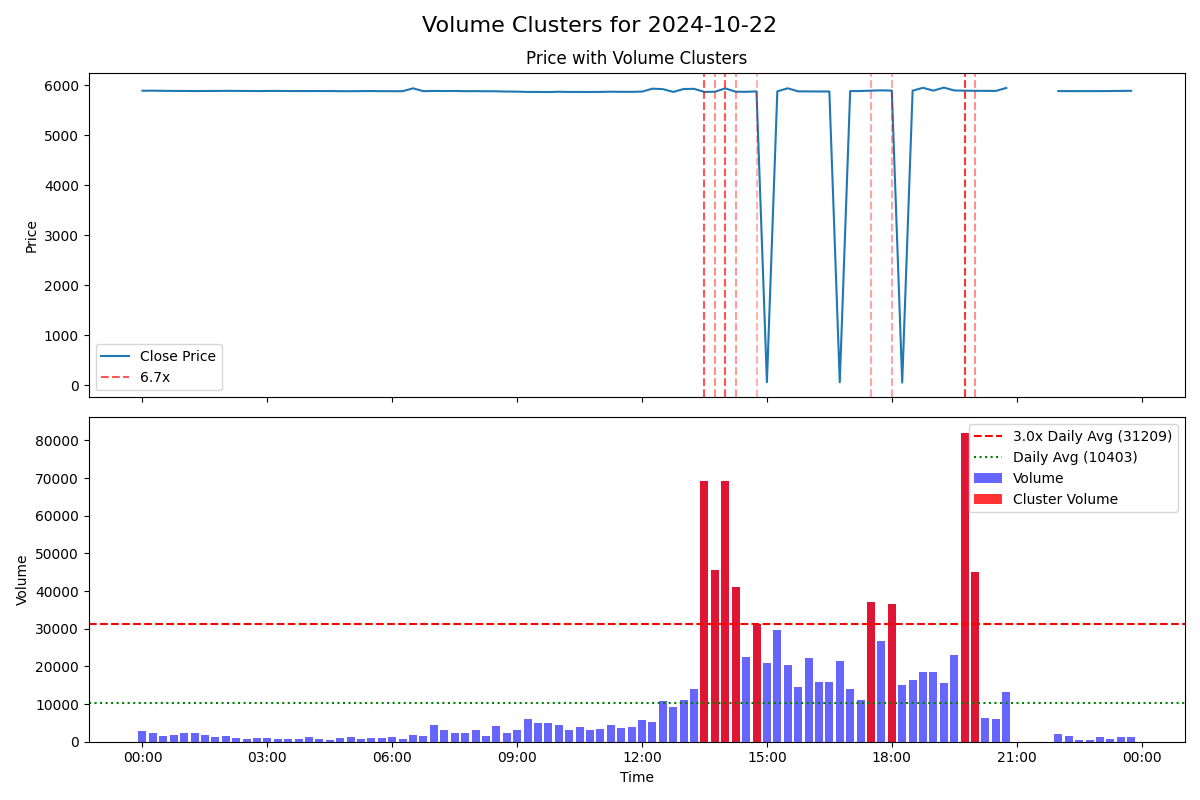 Volume Clusters for 2024-10-22
Price with Volume Clusters
6000
5000
4000
3000
2000
1000
0
Price
Close Price
6.7x
80000
70000
60000
50000
40000
30000
20000
10000
0
Volume
3.0x Daily Avg (31209)
Daily Avg (10403)
Volume
Cluster Volume
00:00 03:00 06:00 09:00 12:00 15:00 18:00 21:00 00:00
Time